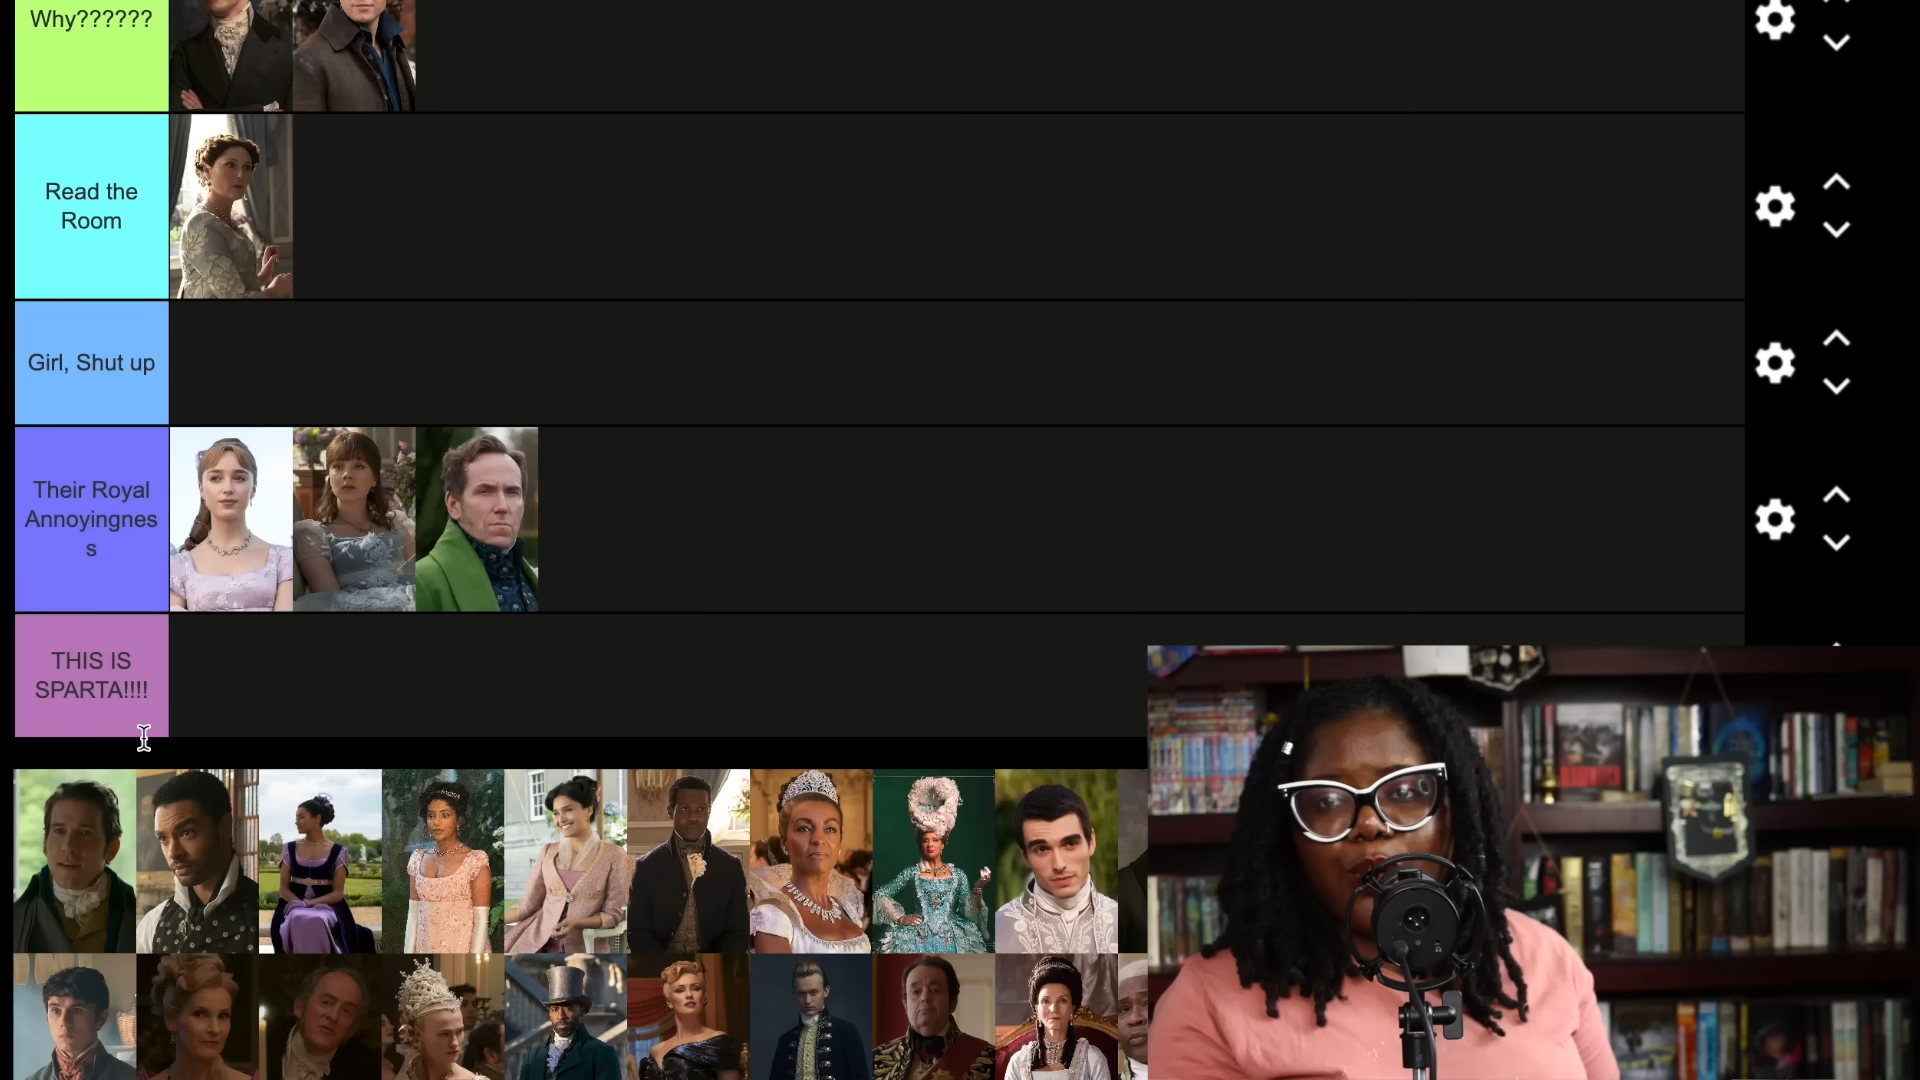 Why??????
Read the
Room
Girl, Shut up
Their Royal
Annoyingnes
s
THIS IS
SPARTA!!!!